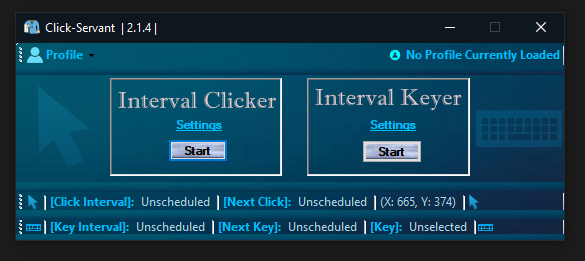 Click-Servant | 2.1.4 |
Profile No Profile Currently Loaded
Interval Clicker Interval Keyer
Settings Settings
Start Start
[Click Interval]: Unscheduled [Next Click]: Unscheduled (X: 665, Y: 374)
[Key Interval]: Unscheduled [Next Key]: Unscheduled [Key]: Unselected